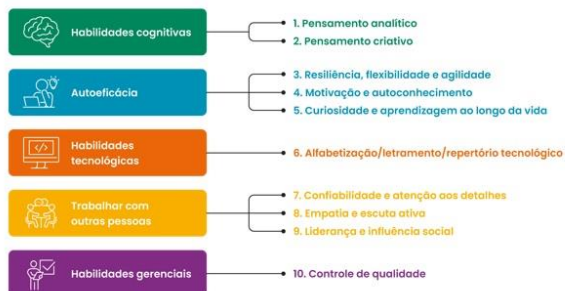 Habilidades cognitivas
1. Pensamento analítico
2. Pensamento criativo
Autoeficácia
3. Resiliência, flexibilidade e agilidade
4. Motivação e autoconhecimento
5. Curiosidade e aprendizagem ao longo da vida
Habilidades
tecnológicas
6. Alfabetização/letramento/repertório tecnológico
Trabalhar com
outras pessoas
7. Confiabilidade e atenção aos detalhes
8. Empatia e escuta ativa
9. Liderança e influência social
Habilidades gerenciais
10. Controle de qualidade